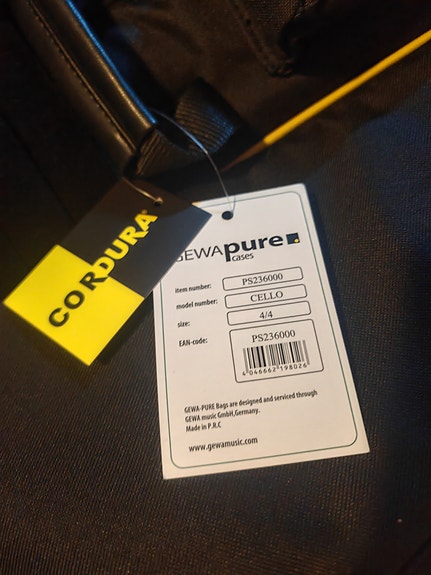 CORDURA
GEWApure
cases
item number: PS236000
model number: CELLO
size: 4/4
EAN-code: PS236000
4 046662 198026
GEWA-PURE Bags are designed and serviced through
GEWA music GmbH,Germany.
Made in P.R.C
www.gewamusic.com